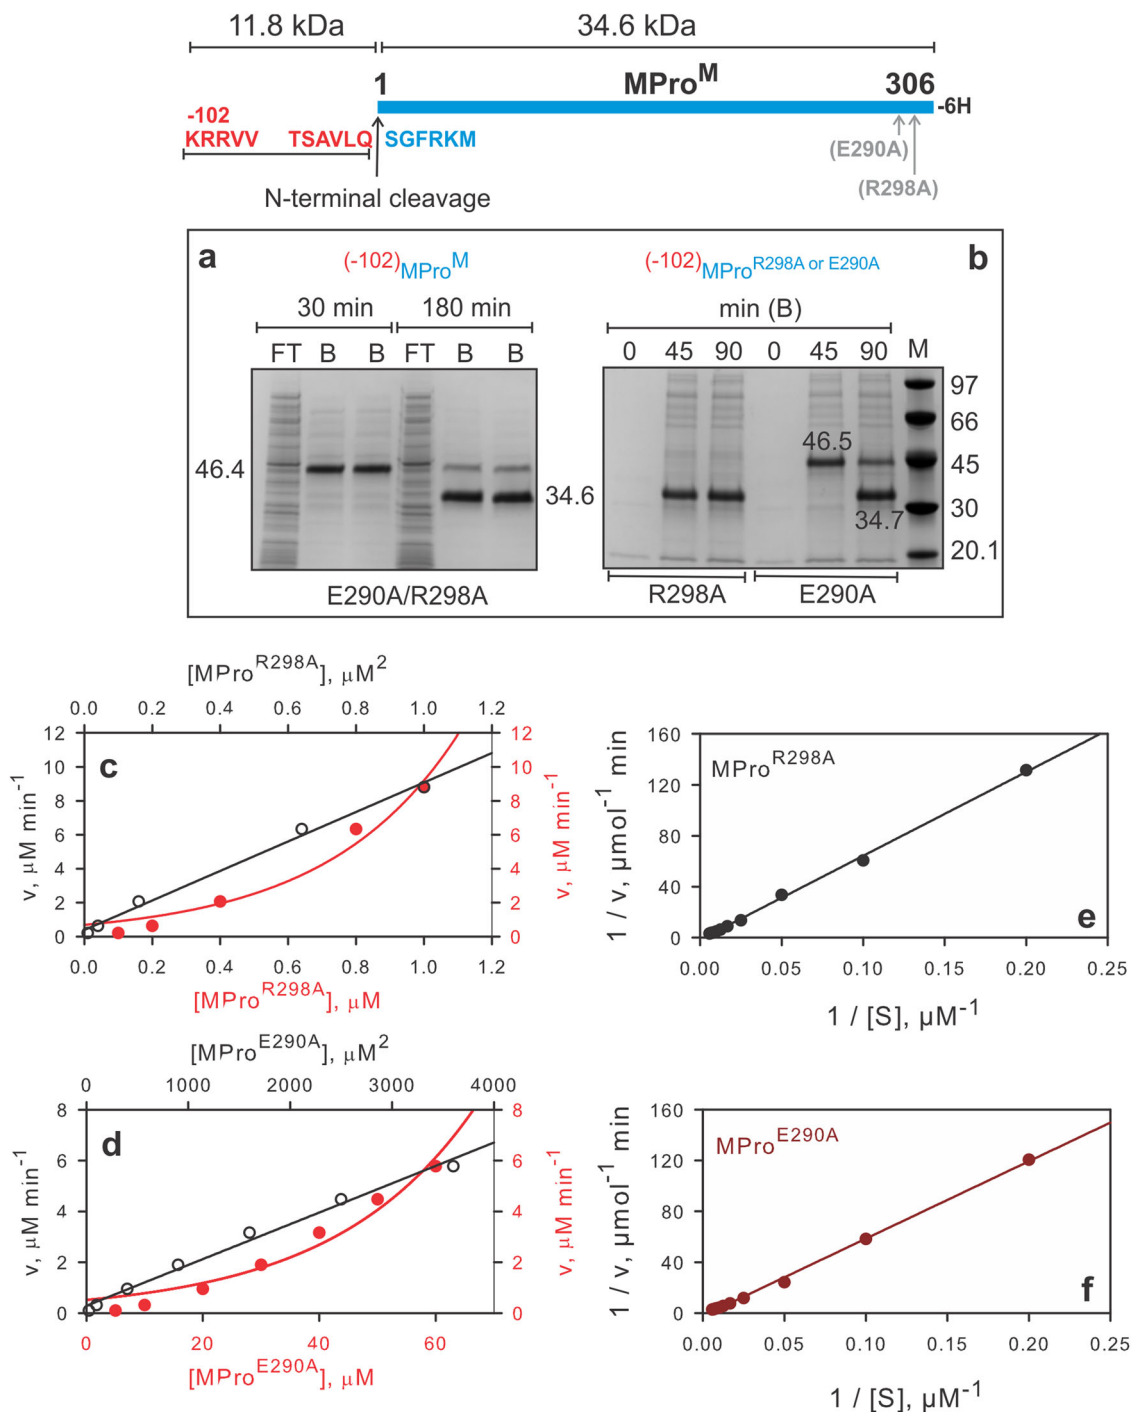 11.8 kDa 34.6 kDa
1 MPro^M 306 -6H
-102
KRRVV TSAVLQ SGFRKM
(E290A)
(R298A)
N-terminal cleavage
a (-102)MPro^M
30 min 180 min
FT B B FT B B
46.4
34.6
E290A/R298A
(-102)MPro^R298A or E290A b
min (B)
0 45 90 0 45 90 M
97
66
46.5
45
30
34.7
20.1
R298A E290A
[MPro^R298A], μM²
0.0 0.2 0.4 0.6 0.8 1.0 1.2
12 12
10 10
8 8
6 6
4 4
2 2
0 0
c
v, μM min⁻¹
v, μM min⁻¹
0.0 0.2 0.4 0.6 0.8 1.0 1.2
[MPro^R298A], μM
160
120
80
40
0
MPro^R298A
e
1 / v, μmol⁻¹ min
0.00 0.05 0.10 0.15 0.20 0.25
1 / [S], μM⁻¹
[MPro^E290A], μM²
0 1000 2000 3000 4000
8 8
6 6
4 4
2 2
0 0
d
v, μM min⁻¹
v, μM min⁻¹
0 20 40 60
[MPro^E290A], μM
160
120
80
40
0
MPro^E290A
f
1 / v, μmol⁻¹ min
0.00 0.05 0.10 0.15 0.20 0.25
1 / [S], μM⁻¹